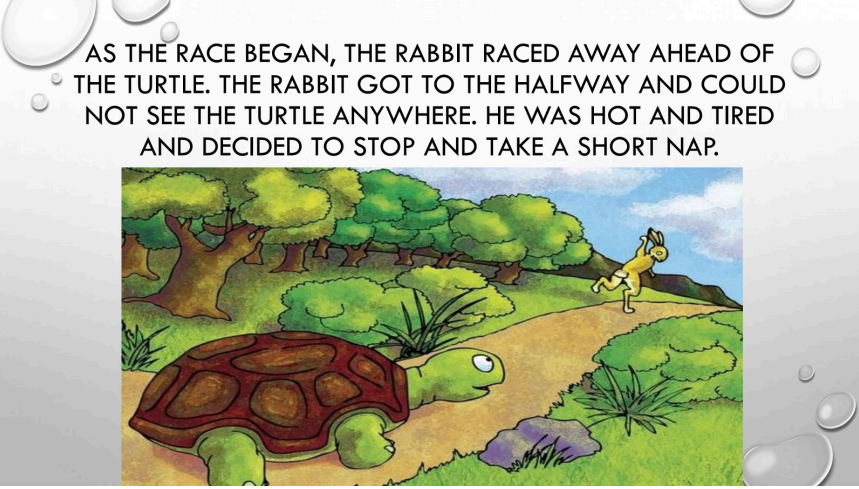 AS THE RACE BEGAN, THE RABBIT RACED AWAY AHEAD OF
THE TURTLE. THE RABBIT GOT TO THE HALFWAY AND COULD
NOT SEE THE TURTLE ANYWHERE. HE WAS HOT AND TIRED
AND DECIDED TO STOP AND TAKE A SHORT NAP.